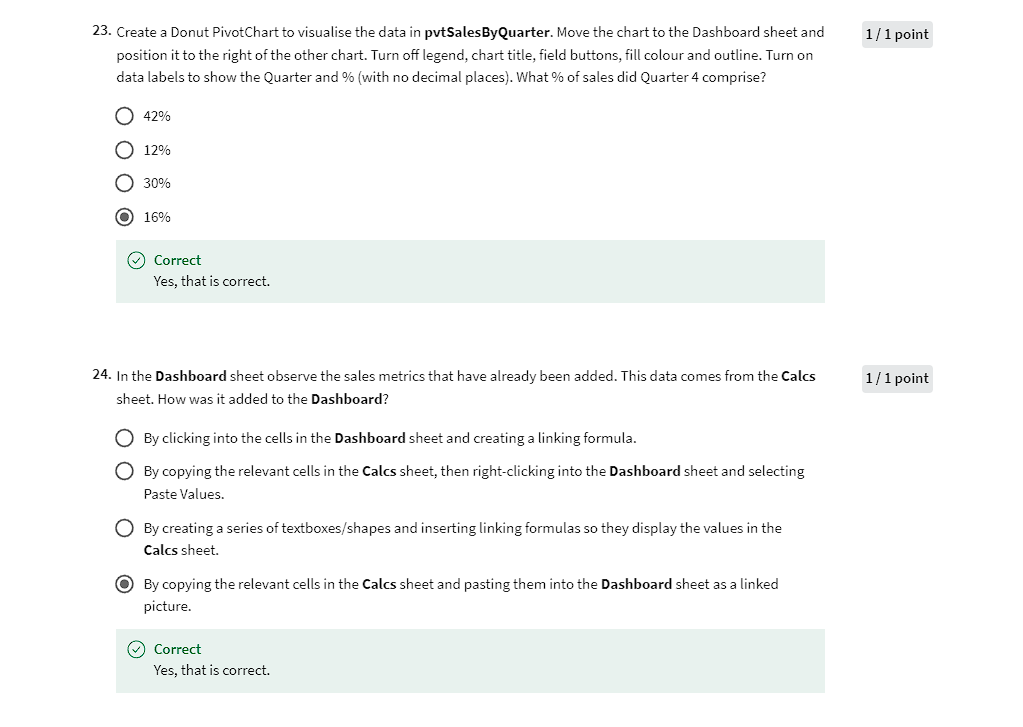 23. Create a Donut PivotChart to visualise the data in pvtSalesByQuarter. Move the chart to the Dashboard sheet and
1 / 1 point
position it to the right of the other chart. Turn off legend, chart title, field buttons, fill colour and outline. Turn on
data labels to show the Quarter and % (with no decimal places). What % of sales did Quarter 4 comprise?
42%
12%
30%
16%
Correct
Yes, that is correct.
24. In the Dashboard sheet observe the sales metrics that have already been added. This data comes from the Calcs
1 / 1 point
sheet. How was it added to the Dashboard?
By clicking into the cells in the Dashboard sheet and creating a linking formula.
By copying the relevant cells in the Calcs sheet, then right-clicking into the Dashboard sheet and selecting
Paste Values.
By creating a series of textboxes/shapes and inserting linking formulas so they display the values in the
Calcs sheet.
By copying the relevant cells in the Calcs sheet and pasting them into the Dashboard sheet as a linked
picture.
Correct
Yes, that is correct.